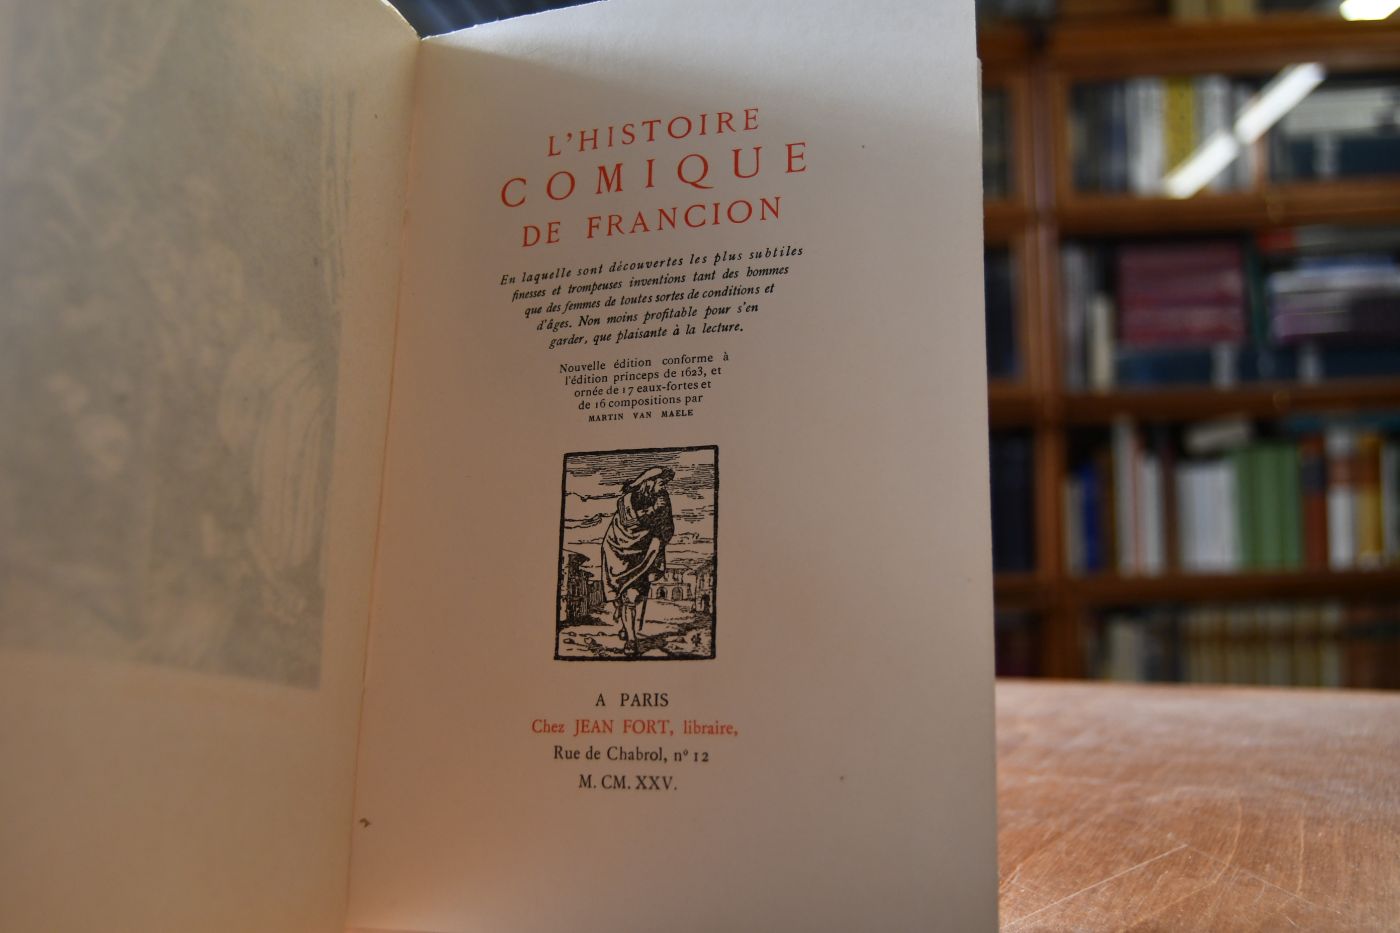 L'HISTOIRE
COMIQUE
DE FRANCION
En laquelle sont découvertes les plus subtiles
finesses et trompeuses inventions tant des hommes
que des femmes de toutes sortes de conditions et
d'âges. Non moins profitable pour s'en
garder, que plaisante à la lecture.
Nouvelle édition conforme à
l'édition princeps de 1623, et
ornée de 17 eaux-fortes et
de 16 compositions par
MARTIN VAN MAELE
A PARIS
Chez JEAN FORT, libraire,
Rue de Chabrol, nº 12
M. CM. XXV.